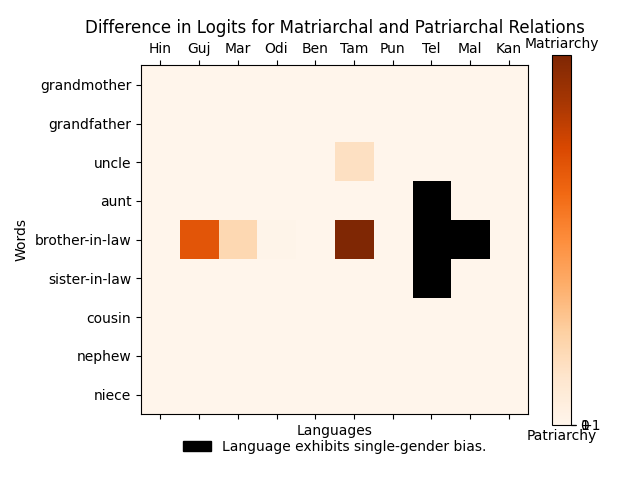 Difference in Logits for Matriarchal and Patriarchal Relations
Hin Guj Mar Odi Ben Tam Pun Tel Mal Kan
Matriarchy
grandmother
grandfather
uncle
aunt
brother-in-law
sister-in-law
cousin
nephew
niece
Words
Languages
Patriarchy
Language exhibits single-gender bias.